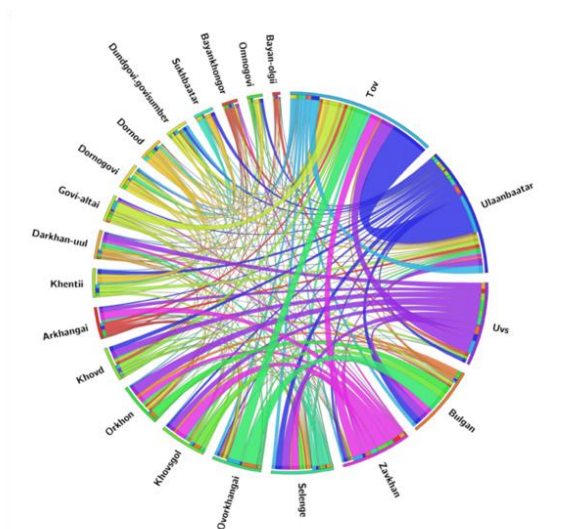 Tov
Ulaanbaatar
Uvs
Bulgan
Zavkhan
Selenge
Ovorkhangai
Khovsgol
Orkhon
Khovd
Arkhangai
Khentii
Darkhan-uul
Govi-altai
Dornogovi
Dornod
Dundgovi.govisumber
Sukhbaatar
Bayankhongor
Omnogovi
Bayan-olgii